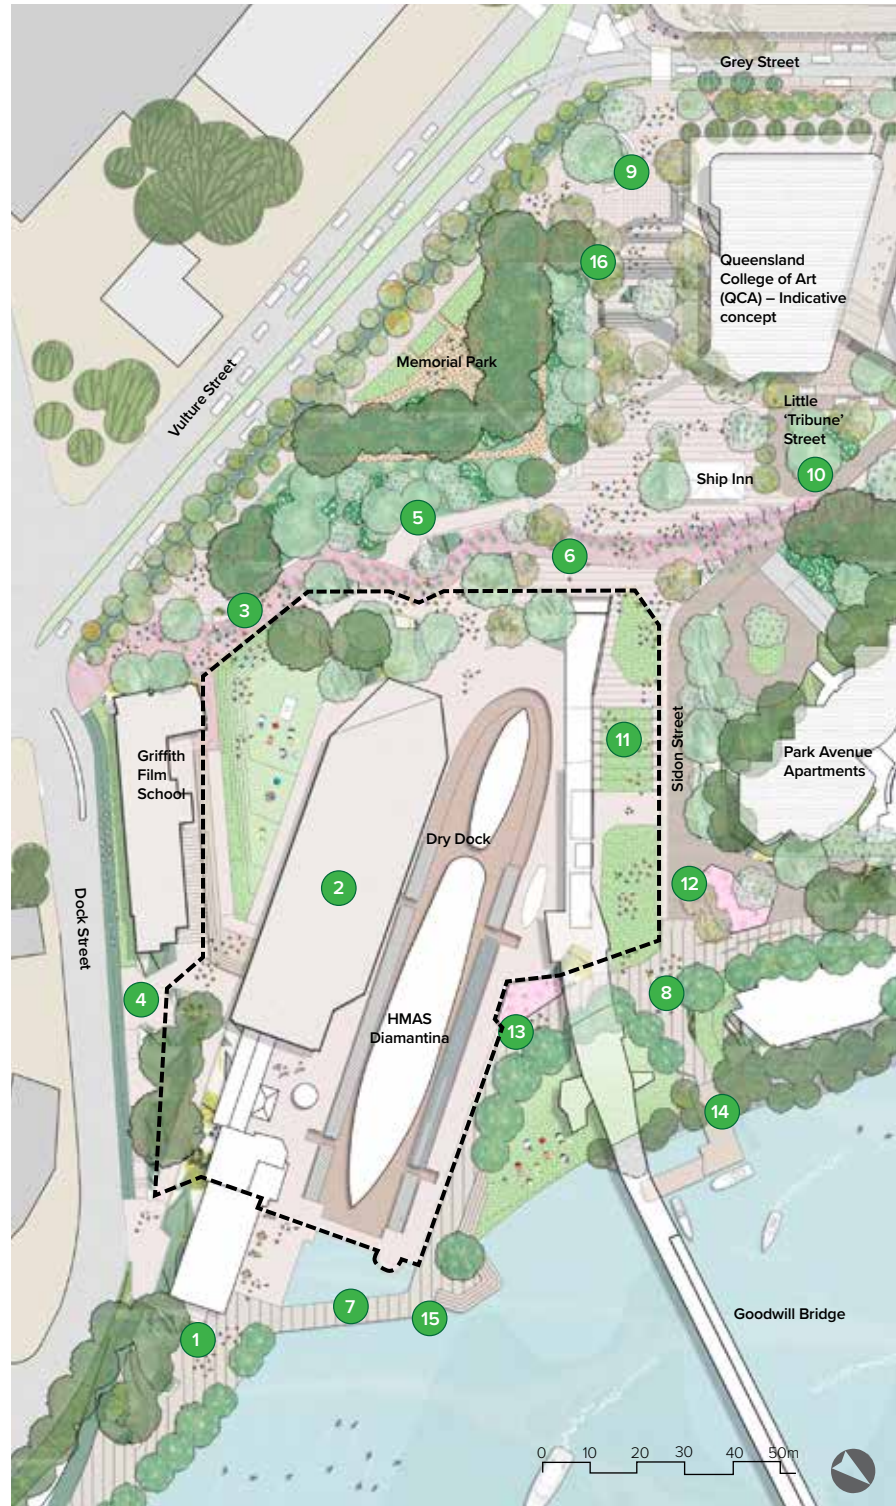 Grey Street
9
16
Queensland
College of Art
(QCA) – Indicative
concept
Memorial Park
Vulture Street
Little
‘Tribune’
Street
Ship Inn
10
5
6
3
11
Sidon Street
Griffith
Film
School
Park Avenue
Apartments
Dry Dock
2
12
Dock Street
4
8
HMAS
Diamantina
13
14
7
15
1
Goodwill Bridge
0 10 20 30 40 50m